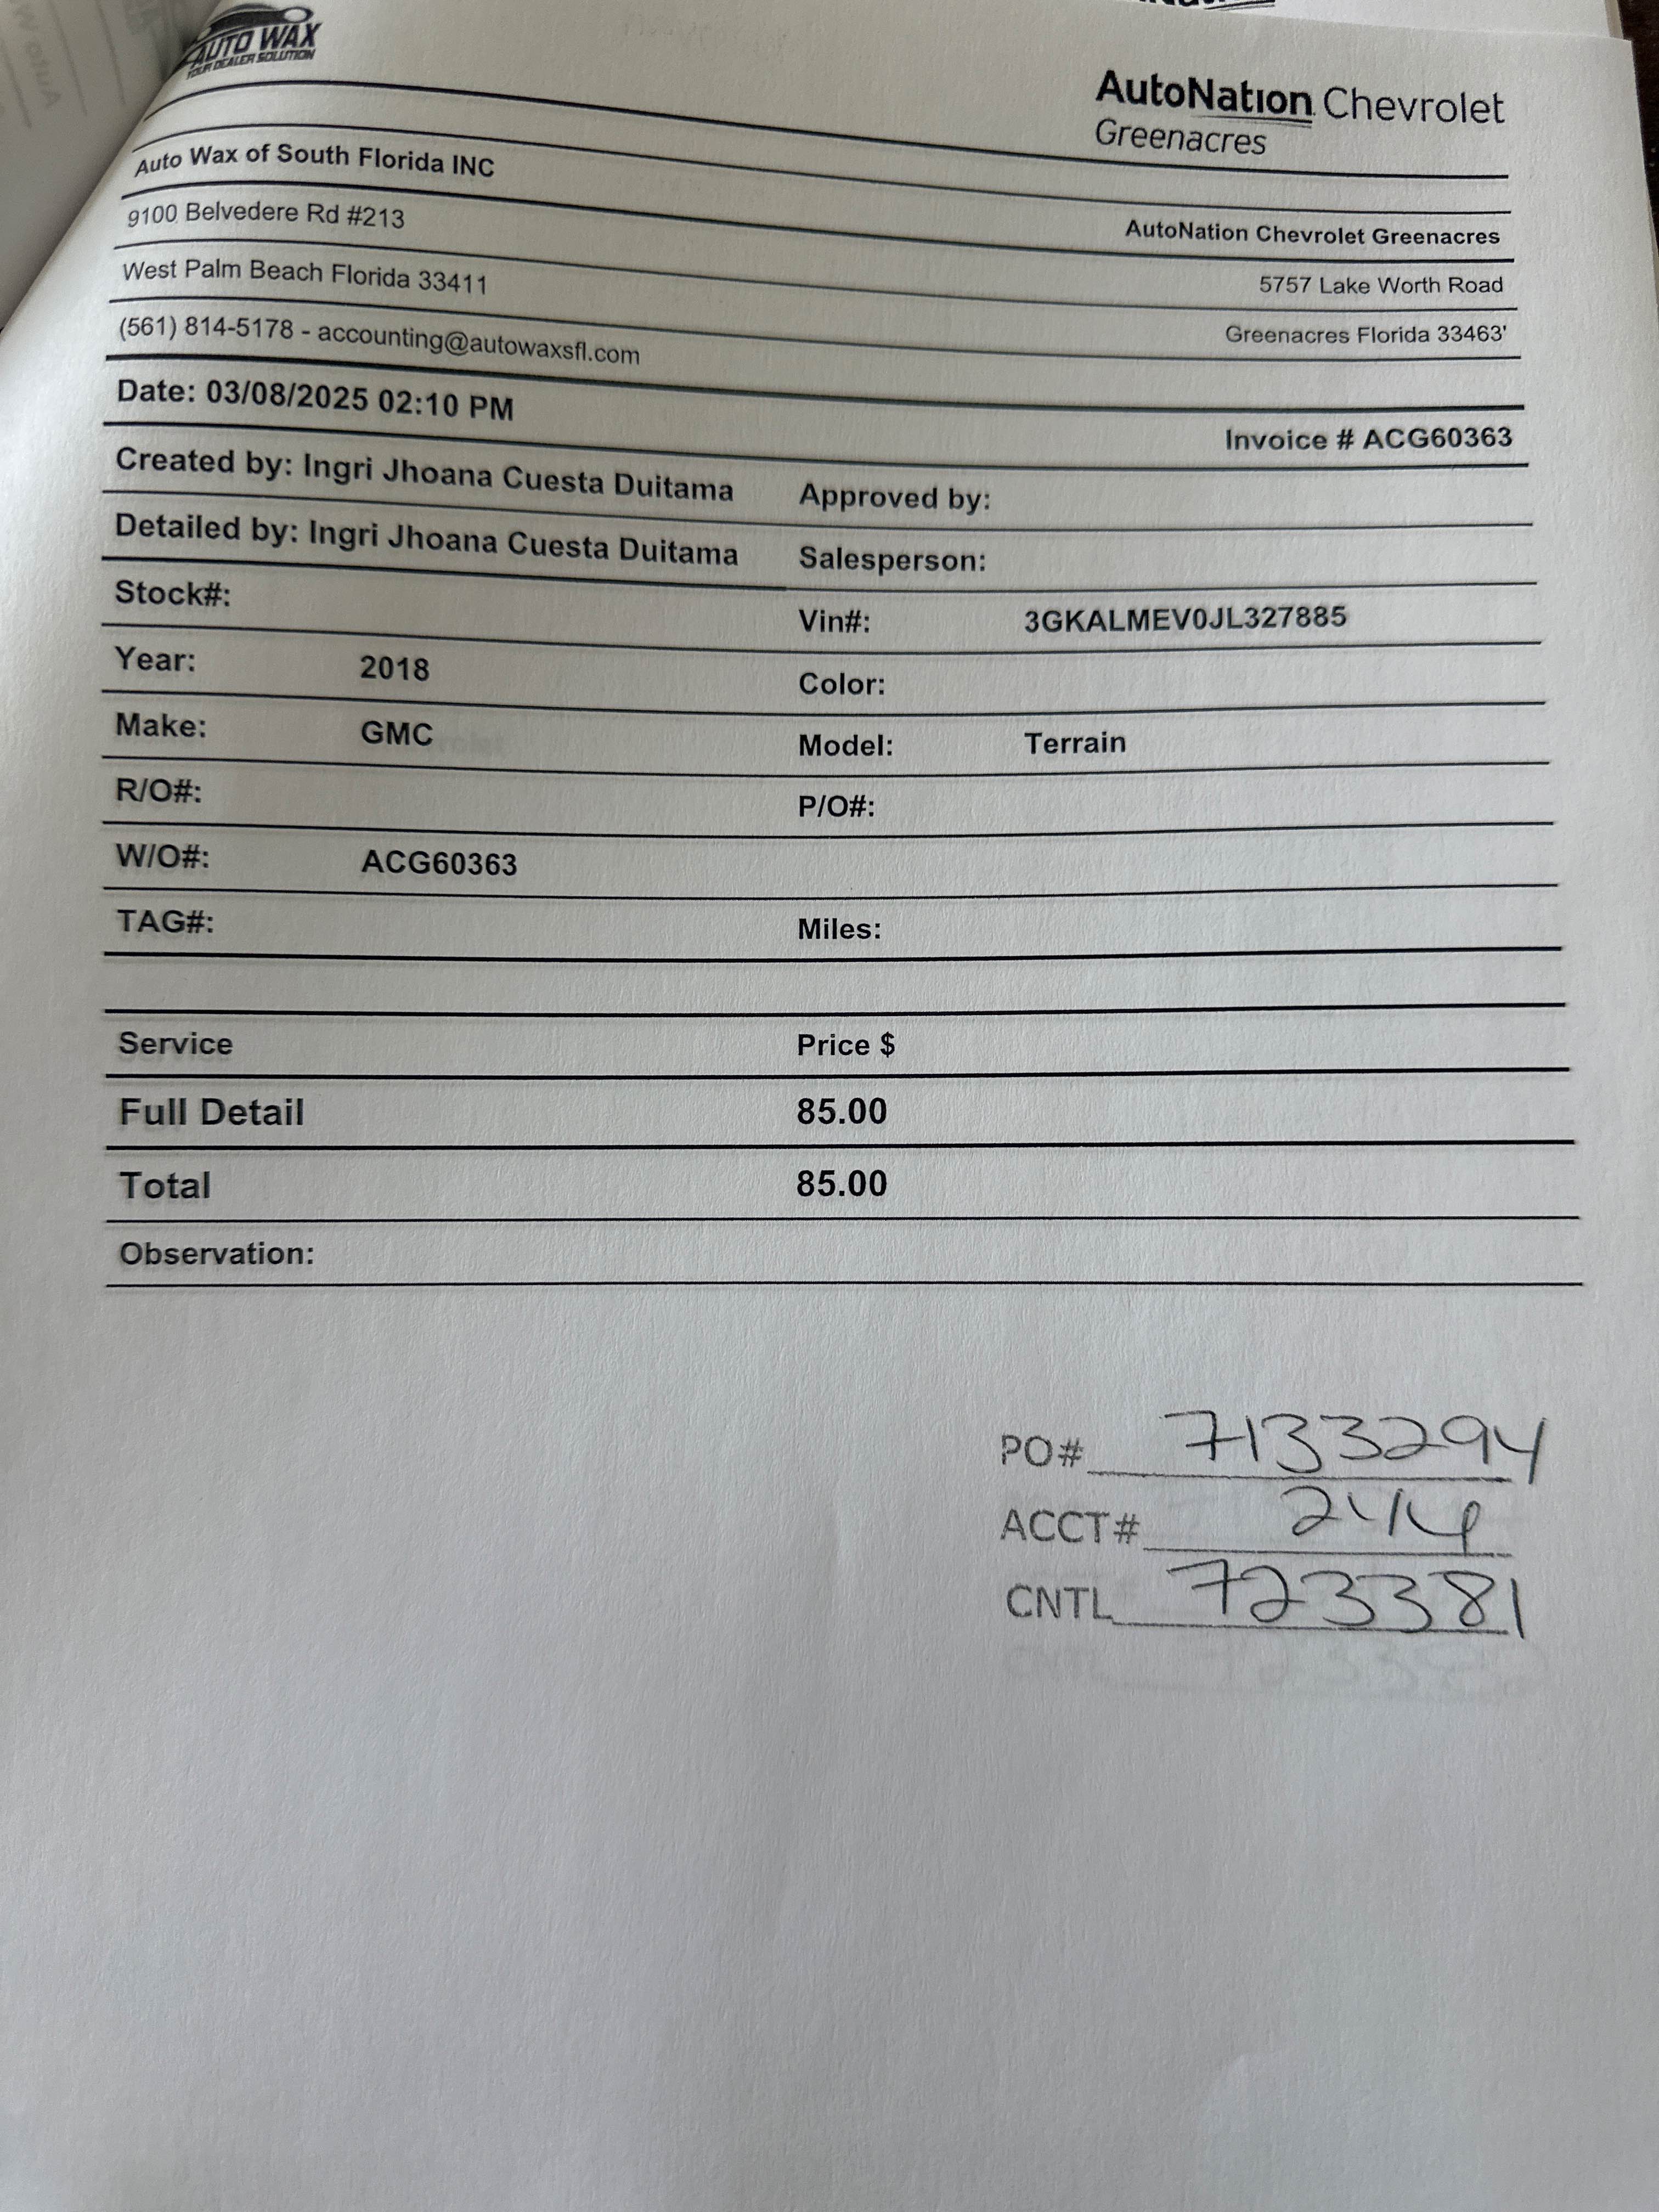 AUTO WAX
YOUR DEALER SOLUTION
AutoNation Chevrolet
Greenacres
Auto Wax of South Florida INC
9100 Belvedere Rd #213
AutoNation Chevrolet Greenacres
West Palm Beach Florida 33411
5757 Lake Worth Road
(561) 814-5178 - accounting@autowaxsfl.com
Greenacres Florida 33463'
Date: 03/08/2025 02:10 PM
Invoice # ACG60363
Created by: Ingri Jhoana Cuesta Duitama Approved by:
Detailed by: Ingri Jhoana Cuesta Duitama Salesperson:
Stock#: Vin#: 3GKALMEV0JL327885
Year: 2018 Color:
Make: GMC Model: Terrain
R/O#: P/O#:
W/O#: ACG60363
TAG#: Miles:
Service Price $
Full Detail 85.00
Total 85.00
Observation:
PO# 7133294
ACCT#
CNTL 723381